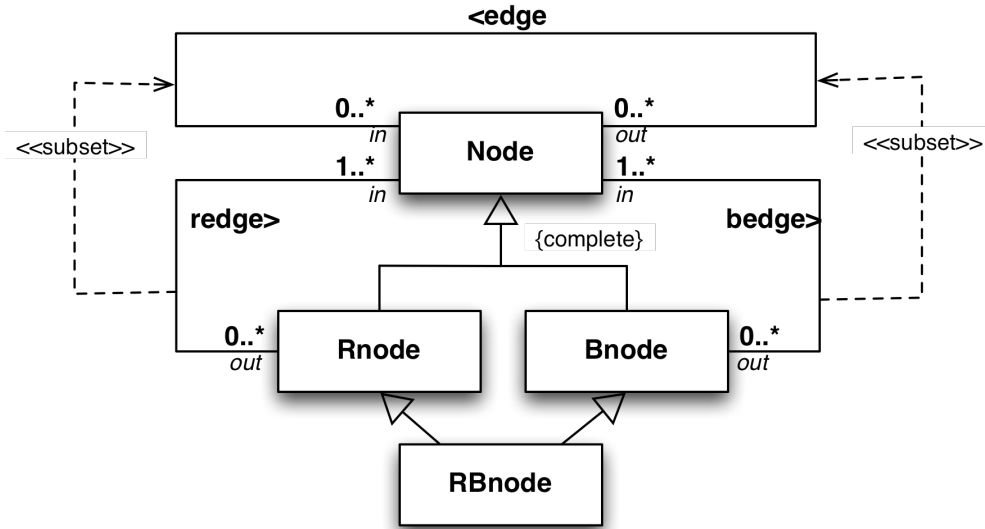 <edge
0..*
0..*
in
out
Node
<<subset>>
<<subset>>
1..*
1..*
in
in
redge>
bedge>
{complete}
0..*
0..*
out
out
Rnode
Bnode
RBnode